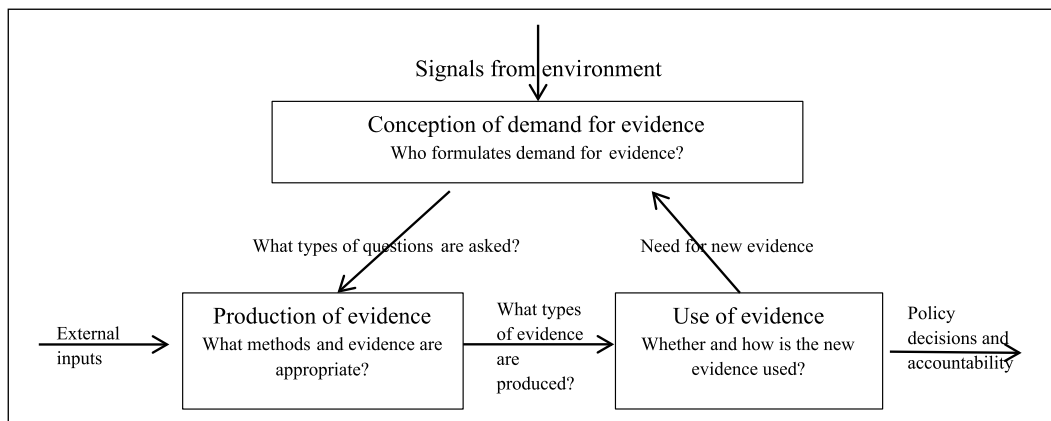 Signals from environment
Conception of demand for evidence
Who formulates demand for evidence?
What types of questions are asked?
Need for new evidence
External
inputs
Production of evidence
What methods and evidence are
appropriate?
What types
of evidence
are
produced?
Use of evidence
Whether and how is the new
evidence used?
Policy
decisions and
accountability